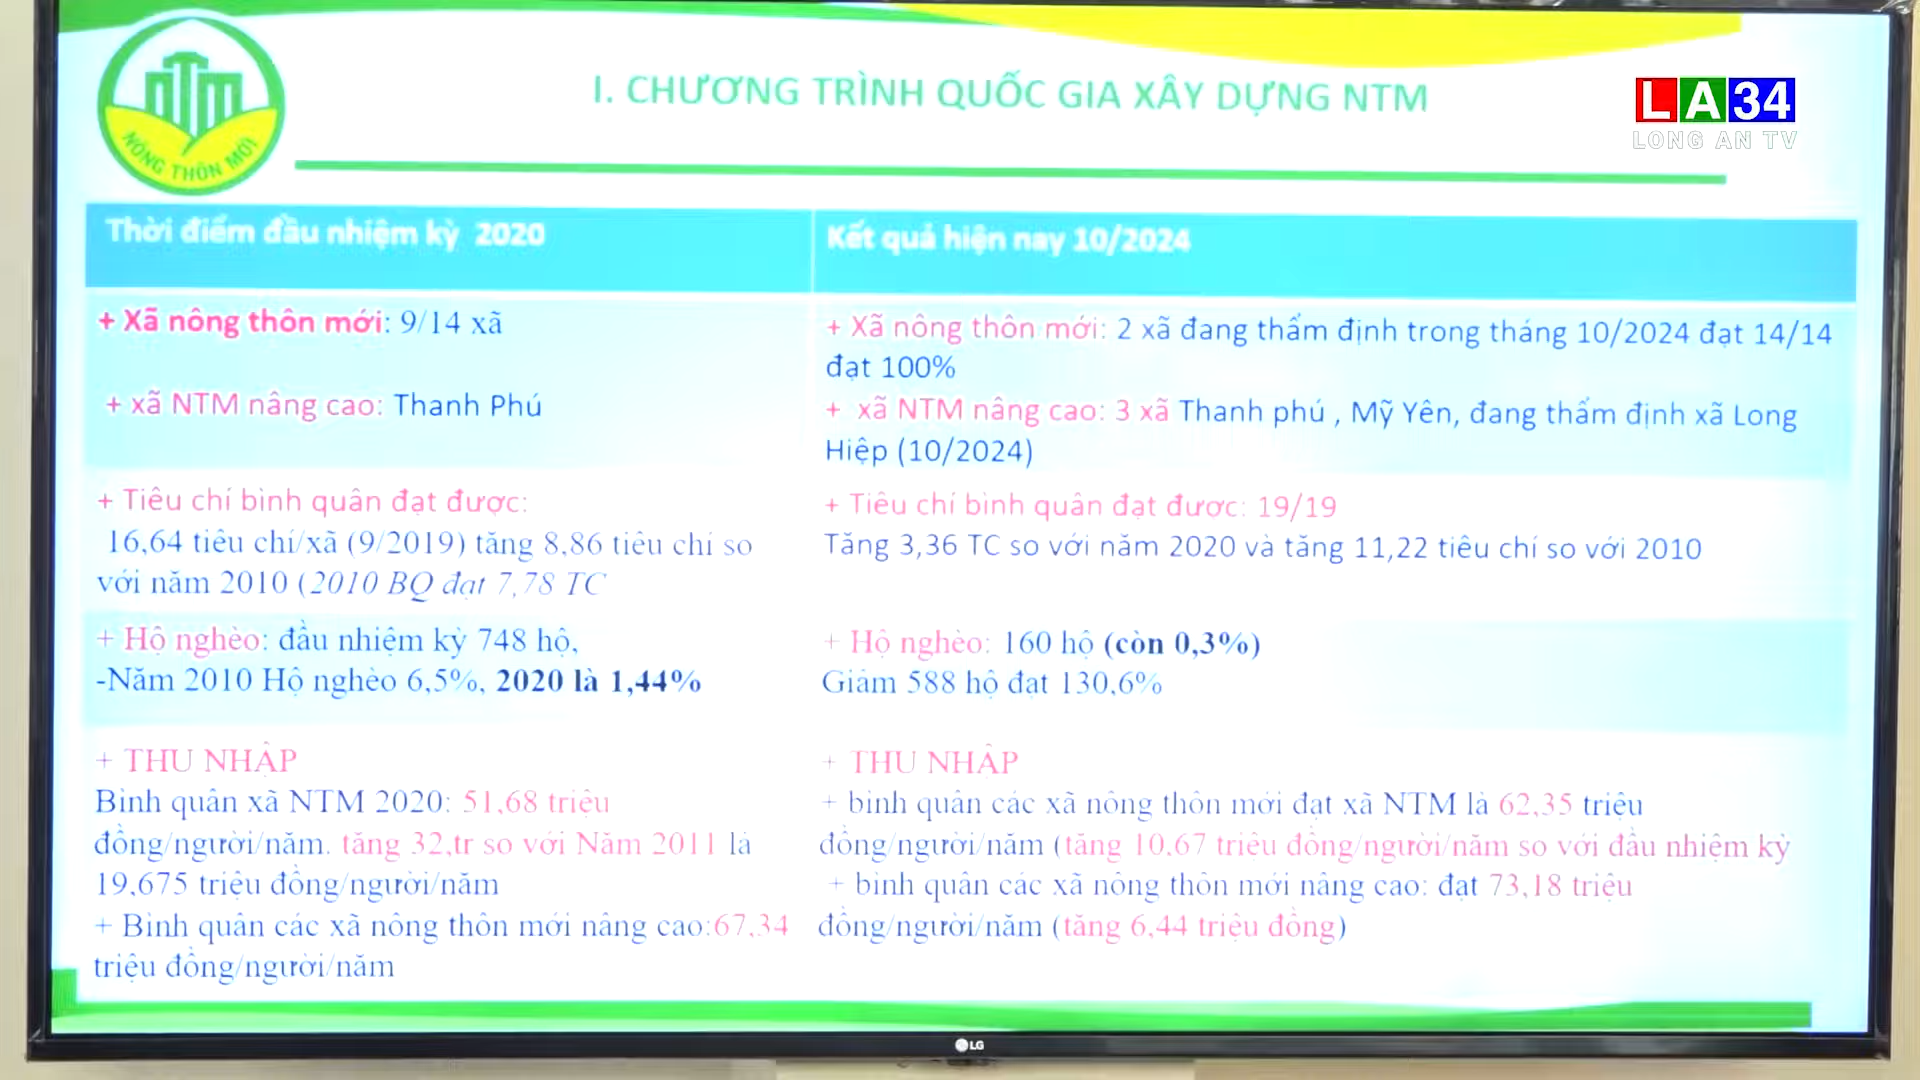 I. CHƯƠNG TRÌNH QUỐC GIA XÂY DỰNG NTM
NTM
NÔNG THÔN MỚI
LA34
LONG AN TV
Thời điểm đầu nhiệm kỳ 2020
+ Xã nông thôn mới: 9/14 xã
+ xã NTM nâng cao: Thanh Phú
+ Tiêu chí bình quân đạt được:
16,64 tiêu chí/xã (9/2019) tăng 8,86 tiêu chí so
với năm 2010 (2010 BQ đạt 7,78 TC
+ Hộ nghèo: đầu nhiệm kỳ 748 hộ,
-Năm 2010 Hộ nghèo 6,5%, 2020 là 1,44%
+ THU NHẬP
Bình quân xã NTM 2020: 51,68 triệu
đồng/người/năm. tăng 32,tr so với Năm 2011 là
19,675 triệu đồng/người/năm
+ Bình quân các xã nông thôn mới nâng cao:67,34
triệu đồng/người/năm
Kết quả hiện nay 10/2024
+ Xã nông thôn mới: 2 xã đang thẩm định trong tháng 10/2024 đạt 14/14
đạt 100%
+ xã NTM nâng cao: 3 xã Thanh phú , Mỹ Yên, đang thẩm định xã Long
Hiệp (10/2024)
+ Tiêu chí bình quân đạt được: 19/19
Tăng 3,36 TC so với năm 2020 và tăng 11,22 tiêu chí so với 2010
+ Hộ nghèo: 160 hộ (còn 0,3%)
Giảm 588 hộ đạt 130,6%
+ THU NHẬP
+ bình quân các xã nông thôn mới đạt xã NTM là 62,35 triệu
đồng/người/năm (tăng 10,67 triệu đồng/người/năm so với đầu nhiệm kỳ
+ bình quân các xã nông thôn mới nâng cao: đạt 73,18 triệu
đồng/người/năm (tăng 6,44 triệu đồng)
LG